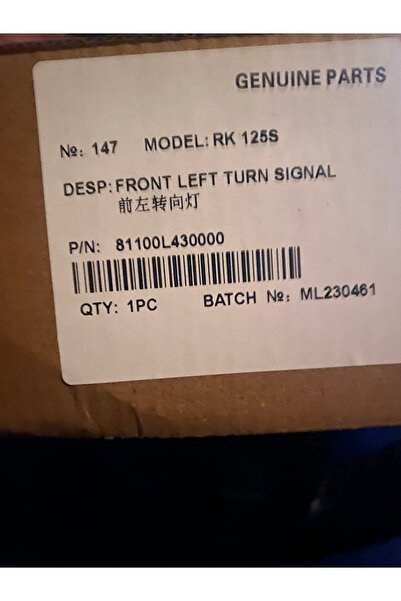 GENUINE PARTS
№: 147 MODEL: RK 125S
DESP: FRONT LEFT TURN SIGNAL
前左转向灯
P/N: 81100L430000
QTY: 1PC BATCH №: ML230461